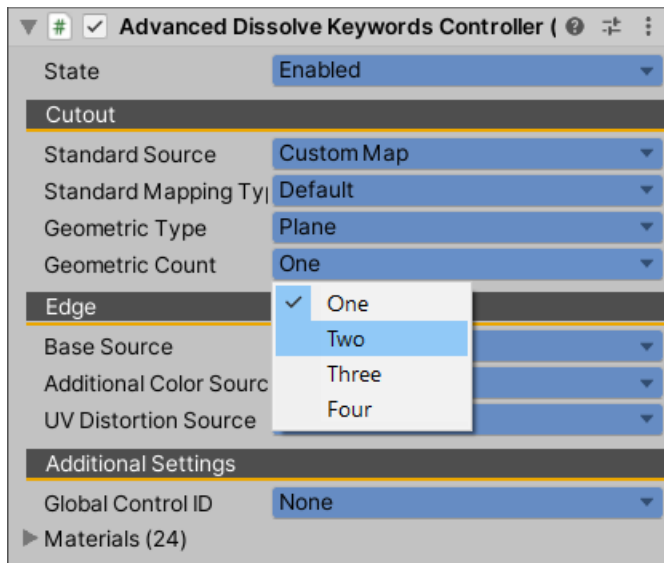 Advanced Dissolve Keywords Controller (
State Enabled
Cutout
Standard Source Custom Map
Standard Mapping Ty Default
Geometric Type Plane
Geometric Count One
One
Two
Three
Four
Edge
Base Source
Additional Color Sourc
UV Distortion Source
Additional Settings
Global Control ID None
Materials (24)